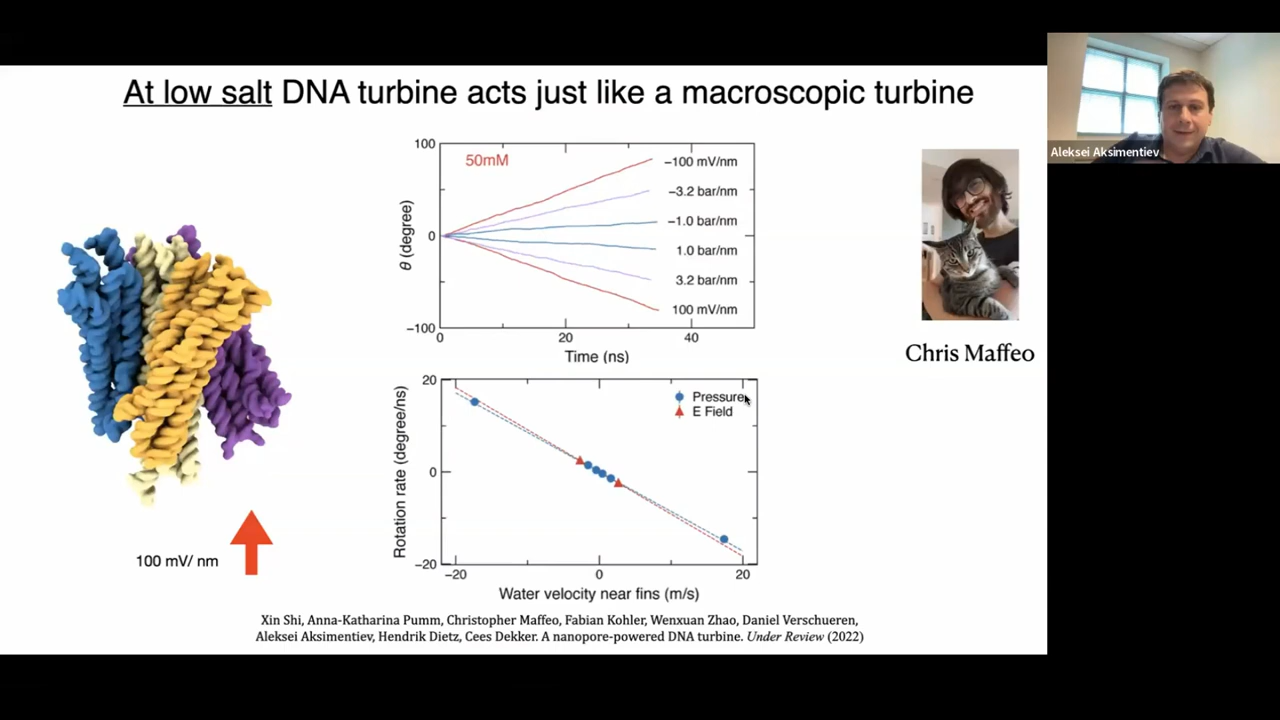 At low salt DNA turbine acts just like a macroscopic turbine
Aleksei Aksimentiev
100
0
−100
θ (degree)
50mM
−100 mV/nm
−3.2 bar/nm
−1.0 bar/nm
1.0 bar/nm
3.2 bar/nm
100 mV/nm
0
20
40
Time (ns)
Chris Maffeo
20
0
−20
Rotation rate (degree/ns)
Pressure
E Field
−20
0
20
Water velocity near fins (m/s)
100 mV/ nm
Xin Shi, Anna-Katharina Pumm, Christopher Maffeo, Fabian Kohler, Wenxuan Zhao, Daniel Verschueren,
Aleksei Aksimentiev, Hendrik Dietz, Cees Dekker. A nanopore-powered DNA turbine. Under Review (2022)